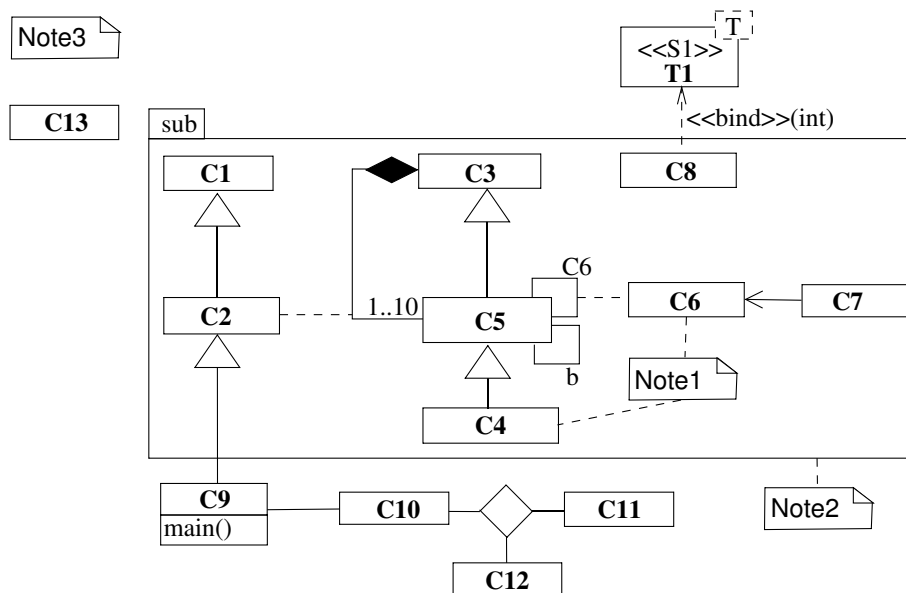 Note3
T
<<S1>>
T1
C13
sub
<<bind>>(int)
C1
C3
C8
C6
C2
1..10
C5
C6
C7
b
Note1
C4
C9
main()
C10
C11
Note2
C12